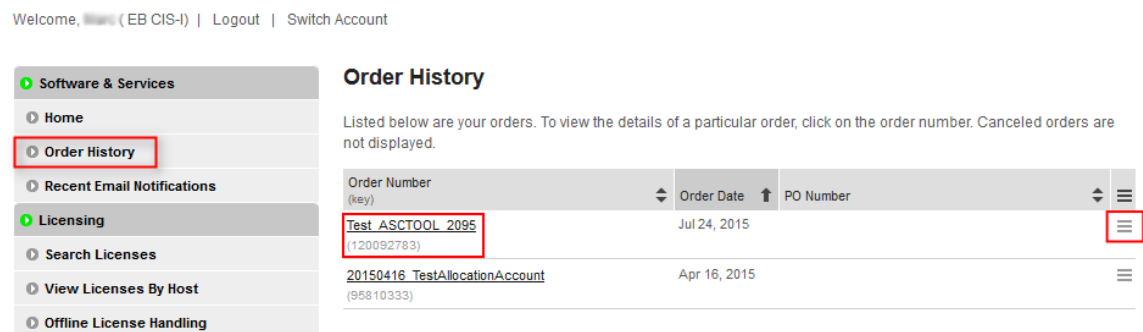 Welcome, ( EB CIS-I) | Logout | Switch Account
Software & Services
Home
Order History
Recent Email Notifications
Licensing
Search Licenses
View Licenses By Host
Offline License Handling
Order History
Listed below are your orders. To view the details of a particular order, click on the order number. Canceled orders are
not displayed.
Order Number
(key)
Order Date
PO Number
Test_ASCTOOL_2095
(120092783)
Jul 24, 2015
20150416_TestAllocationAccount
(95810333)
Apr 16, 2015